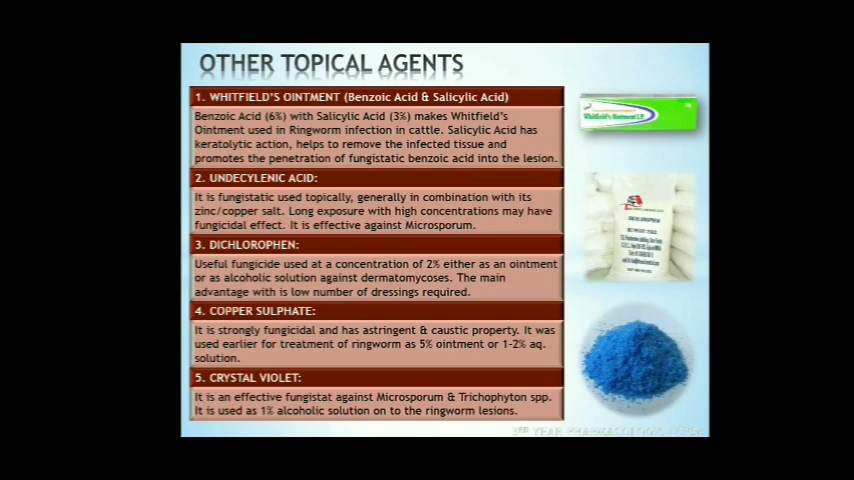 OTHER TOPICAL AGENTS
1. WHITFIELD'S OINTMENT (Benzoic Acid & Salicylic Acid)
Benzoic Acid (6%) with Salicylic Acid (3%) makes Whitfield's
Ointment used in Ringworm infection in cattle. Salicylic Acid has
keratolytic action, helps to remove the infected tissue and
promotes the penetration of fungistatic benzoic acid into the lesion.
2. UNDECYLENIC ACID:
It is fungistatic used topically, generally in combination with its
zinc/copper salt. Long exposure with high concentrations may have
fungicidal effect. It is effective against Microsporum.
3. DICHLOROPHEN:
Useful fungicide used at a concentration of 2% either as an ointment
or as alcoholic solution against dermatomycoses. The main
advantage with is low number of dressings required.
4. COPPER SULPHATE:
It is strongly fungicidal and has astringent & caustic property. It was
used earlier for treatment of ringworm as 5% ointment or 1-2% aq.
solution.
5. CRYSTAL VIOLET:
It is an effective fungistat against Microsporum & Trichophyton spp.
It is used as 1% alcoholic solution on to the ringworm lesions.
Whitfield's Ointment I.P.
DICHLOROPHEN
3RD YEAR PHARMACOLOGY